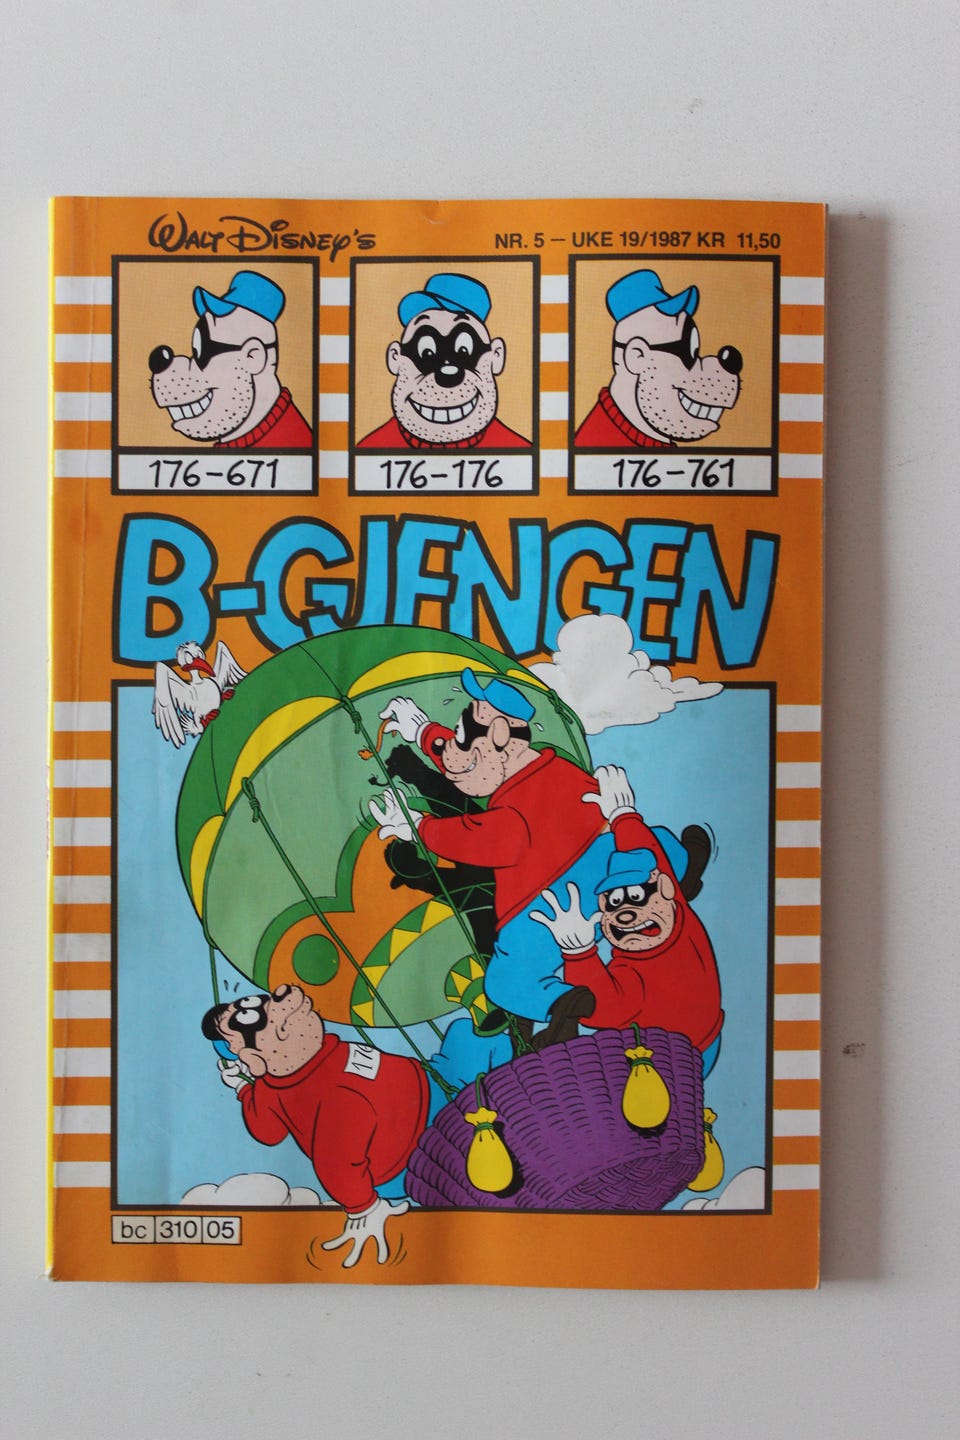 WALT DISNEY'S
NR. 5 – UKE 19/1987 KR 11,50
176-671
176-176
176-761
B-GJENGEN
176
bc 310 05